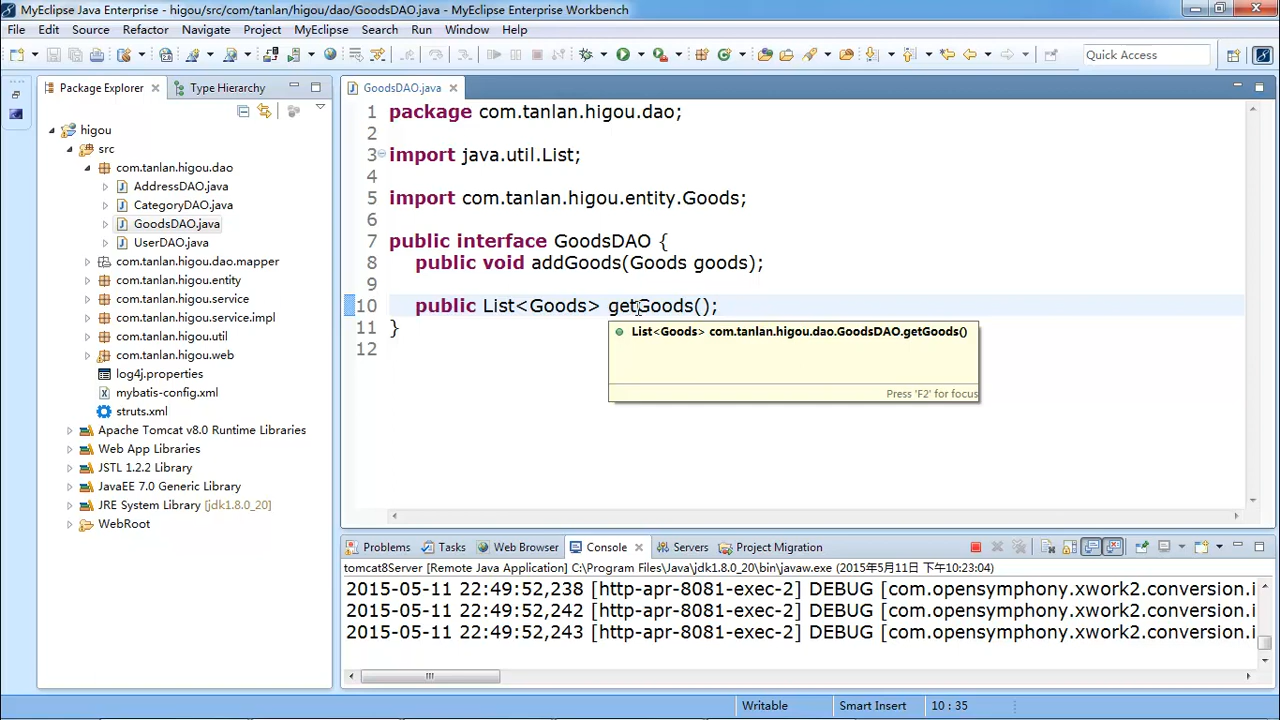 MyEclipse Java Enterprise - higou/src/com/tanlan/higou/dao/GoodsDAO.java - MyEclipse Enterprise Workbench
File Edit Source Refactor Navigate Project MyEclipse Search Run Window Help
Quick Access
Package Explorer
Type Hierarchy
higou
src
com.tanlan.higou.dao
AddressDAO.java
CategoryDAO.java
GoodsDAO.java
UserDAO.java
com.tanlan.higou.dao.mapper
com.tanlan.higou.entity
com.tanlan.higou.service
com.tanlan.higou.service.impl
com.tanlan.higou.util
com.tanlan.higou.web
log4j.properties
mybatis-config.xml
struts.xml
Apache Tomcat v8.0 Runtime Libraries
Web App Libraries
JSTL 1.2.2 Library
JavaEE 7.0 Generic Library
JRE System Library [jdk1.8.0_20]
WebRoot
GoodsDAO.java
1 package com.tanlan.higou.dao;
2
3 import java.util.List;
4
5 import com.tanlan.higou.entity.Goods;
6
7 public interface GoodsDAO {
8 public void addGoods(Goods goods);
9
10 public List<Goods> getGoods();
11 }
12
List<Goods> com.tanlan.higou.dao.GoodsDAO.getGoods()
Press 'F2' for focus
Problems Tasks Web Browser Console Servers Project Migration
tomcat8Server [Remote Java Application] C:\Program Files\Java\jdk1.8.0_20\bin\javaw.exe (2015年5月11日 下午10:23:04)
2015-05-11 22:49:52,238 [http-apr-8081-exec-2] DEBUG [com.opensymphony.xwork2.conversion.i
2015-05-11 22:49:52,242 [http-apr-8081-exec-2] DEBUG [com.opensymphony.xwork2.conversion.i
2015-05-11 22:49:52,243 [http-apr-8081-exec-2] DEBUG [com.opensymphony.xwork2.conversion.i
Writable Smart Insert 10 : 35